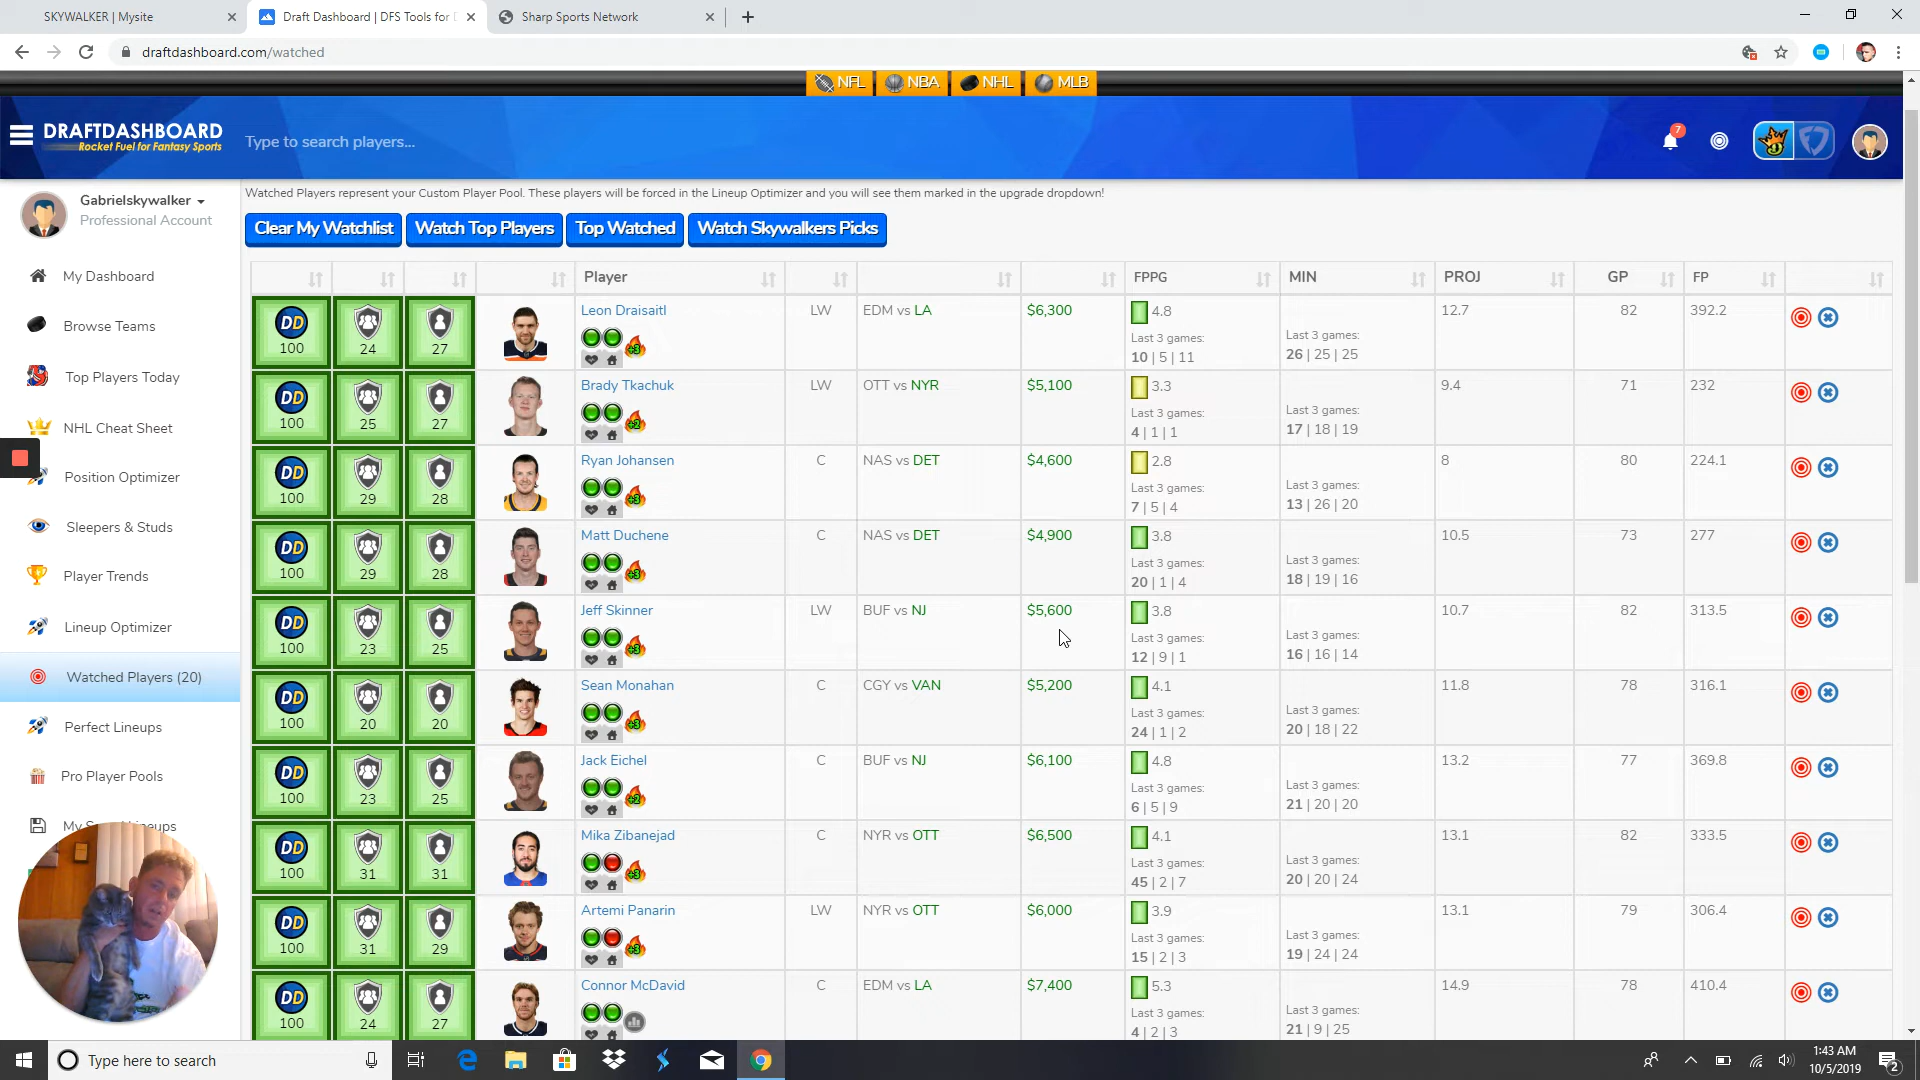 SKYWALKER | Mysite
Draft Dashboard | DFS Tools for D
Sharp Sports Network
draftdashboard.com/watched
NFL NBA NHL MLB
DRAFTDASHBOARD
Rocket Fuel for Fantasy Sports
Type to search players...
7
Gabrielskywalker
Professional Account
My Dashboard
Browse Teams
Top Players Today
NHL Cheat Sheet
Position Optimizer
Sleepers & Studs
Player Trends
Lineup Optimizer
Watched Players (20)
Perfect Lineups
Pro Player Pools
Watched Players represent your Custom Player Pool. These players will be forced in the Lineup Optimizer and you will see them marked in the upgrade dropdown!
Clear My Watchlist Watch Top Players Top Watched Watch Skywalkers Picks
Player FPPG MIN PROJ GP FP
DD 100 24 27 Leon Draisaitl LW EDM vs LA $6,300 4.8 12.7 82 392.2
+3 Last 3 games: Last 3 games:
10 | 5 | 11 26 | 25 | 25
DD 100 25 27 Brady Tkachuk LW OTT vs NYR $5,100 3.3 9.4 71 232
+2 Last 3 games: Last 3 games:
4 | 1 | 1 17 | 18 | 19
DD 100 29 28 Ryan Johansen C NAS vs DET $4,600 2.8 8 80 224.1
+3 Last 3 games: Last 3 games:
7 | 5 | 4 13 | 26 | 20
DD 100 29 28 Matt Duchene C NAS vs DET $4,900 3.8 10.5 73 277
+3 Last 3 games: Last 3 games:
20 | 1 | 4 18 | 19 | 16
DD 100 23 25 Jeff Skinner LW BUF vs NJ $5,600 3.8 10.7 82 313.5
+3 Last 3 games: Last 3 games:
12 | 9 | 1 16 | 16 | 14
DD 100 20 20 Sean Monahan C CGY vs VAN $5,200 4.1 11.8 78 316.1
+3 Last 3 games: Last 3 games:
24 | 1 | 2 20 | 18 | 22
DD 100 23 25 Jack Eichel C BUF vs NJ $6,100 4.8 13.2 77 369.8
+2 Last 3 games: Last 3 games:
6 | 5 | 9 21 | 20 | 20
DD 100 31 31 Mika Zibanejad C NYR vs OTT $6,500 4.1 13.1 82 333.5
+3 Last 3 games: Last 3 games:
45 | 2 | 7 20 | 20 | 24
DD 100 31 29 Artemi Panarin LW NYR vs OTT $6,000 3.9 13.1 79 306.4
+3 Last 3 games: Last 3 games:
15 | 2 | 3 19 | 24 | 24
DD 100 24 27 Connor McDavid C EDM vs LA $7,400 5.3 14.9 78 410.4
Last 3 games: Last 3 games:
4 | 2 | 3 21 | 9 | 25
Type here to search
1:43 AM
10/5/2019
2